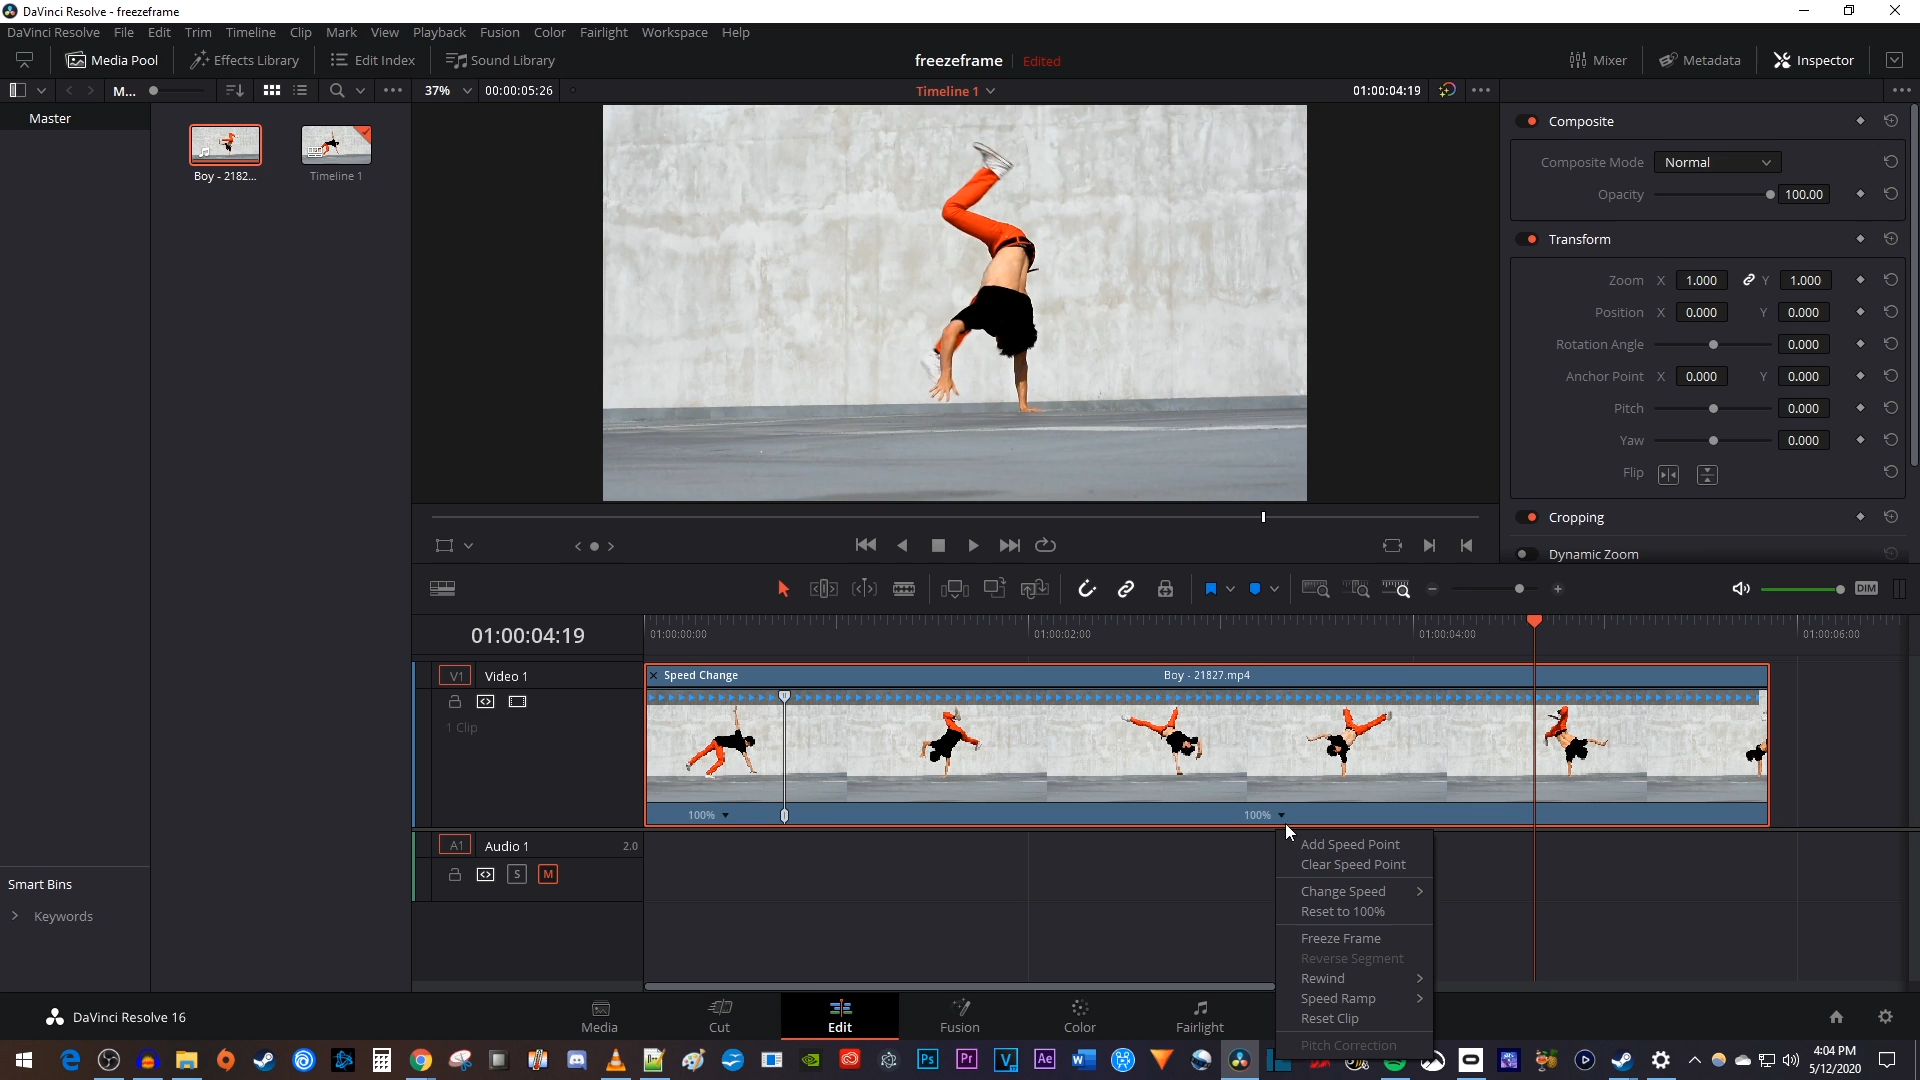 DaVinci Resolve - freezeframe
DaVinci Resolve File Edit Trim Timeline Clip Mark View Playback Fusion Color Fairlight Workspace Help
Media Pool Effects Library Edit Index Sound Library freezeframe Edited Mixer Metadata Inspector
M... 37% 00:00:05:26 Timeline 1 01:00:04:19
Master
Boy - 2182... Timeline 1
Composite
Composite Mode Normal
Opacity 100.00
Transform
Zoom X 1.000 Y 1.000
Position X 0.000 Y 0.000
Rotation Angle 0.000
Anchor Point X 0.000 Y 0.000
Pitch 0.000
Yaw 0.000
Flip
Cropping
Dynamic Zoom
DIM
01:00:04:19 01:00:00:00 01:00:02:00 01:00:04:00 01:00:06:00
V1 Video 1
1 Clip
Speed Change Boy - 21827.mp4
100% 100%
A1 Audio 1 2.0
S M
Add Speed Point
Clear Speed Point
Change Speed
Reset to 100%
Freeze Frame
Reverse Segment
Rewind
Speed Ramp
Reset Clip
Pitch Correction
Smart Bins
Keywords
DaVinci Resolve 16 Media Cut Edit Fusion Color Fairlight
Ps Pr V Ae W
4:04 PM
5/12/2020